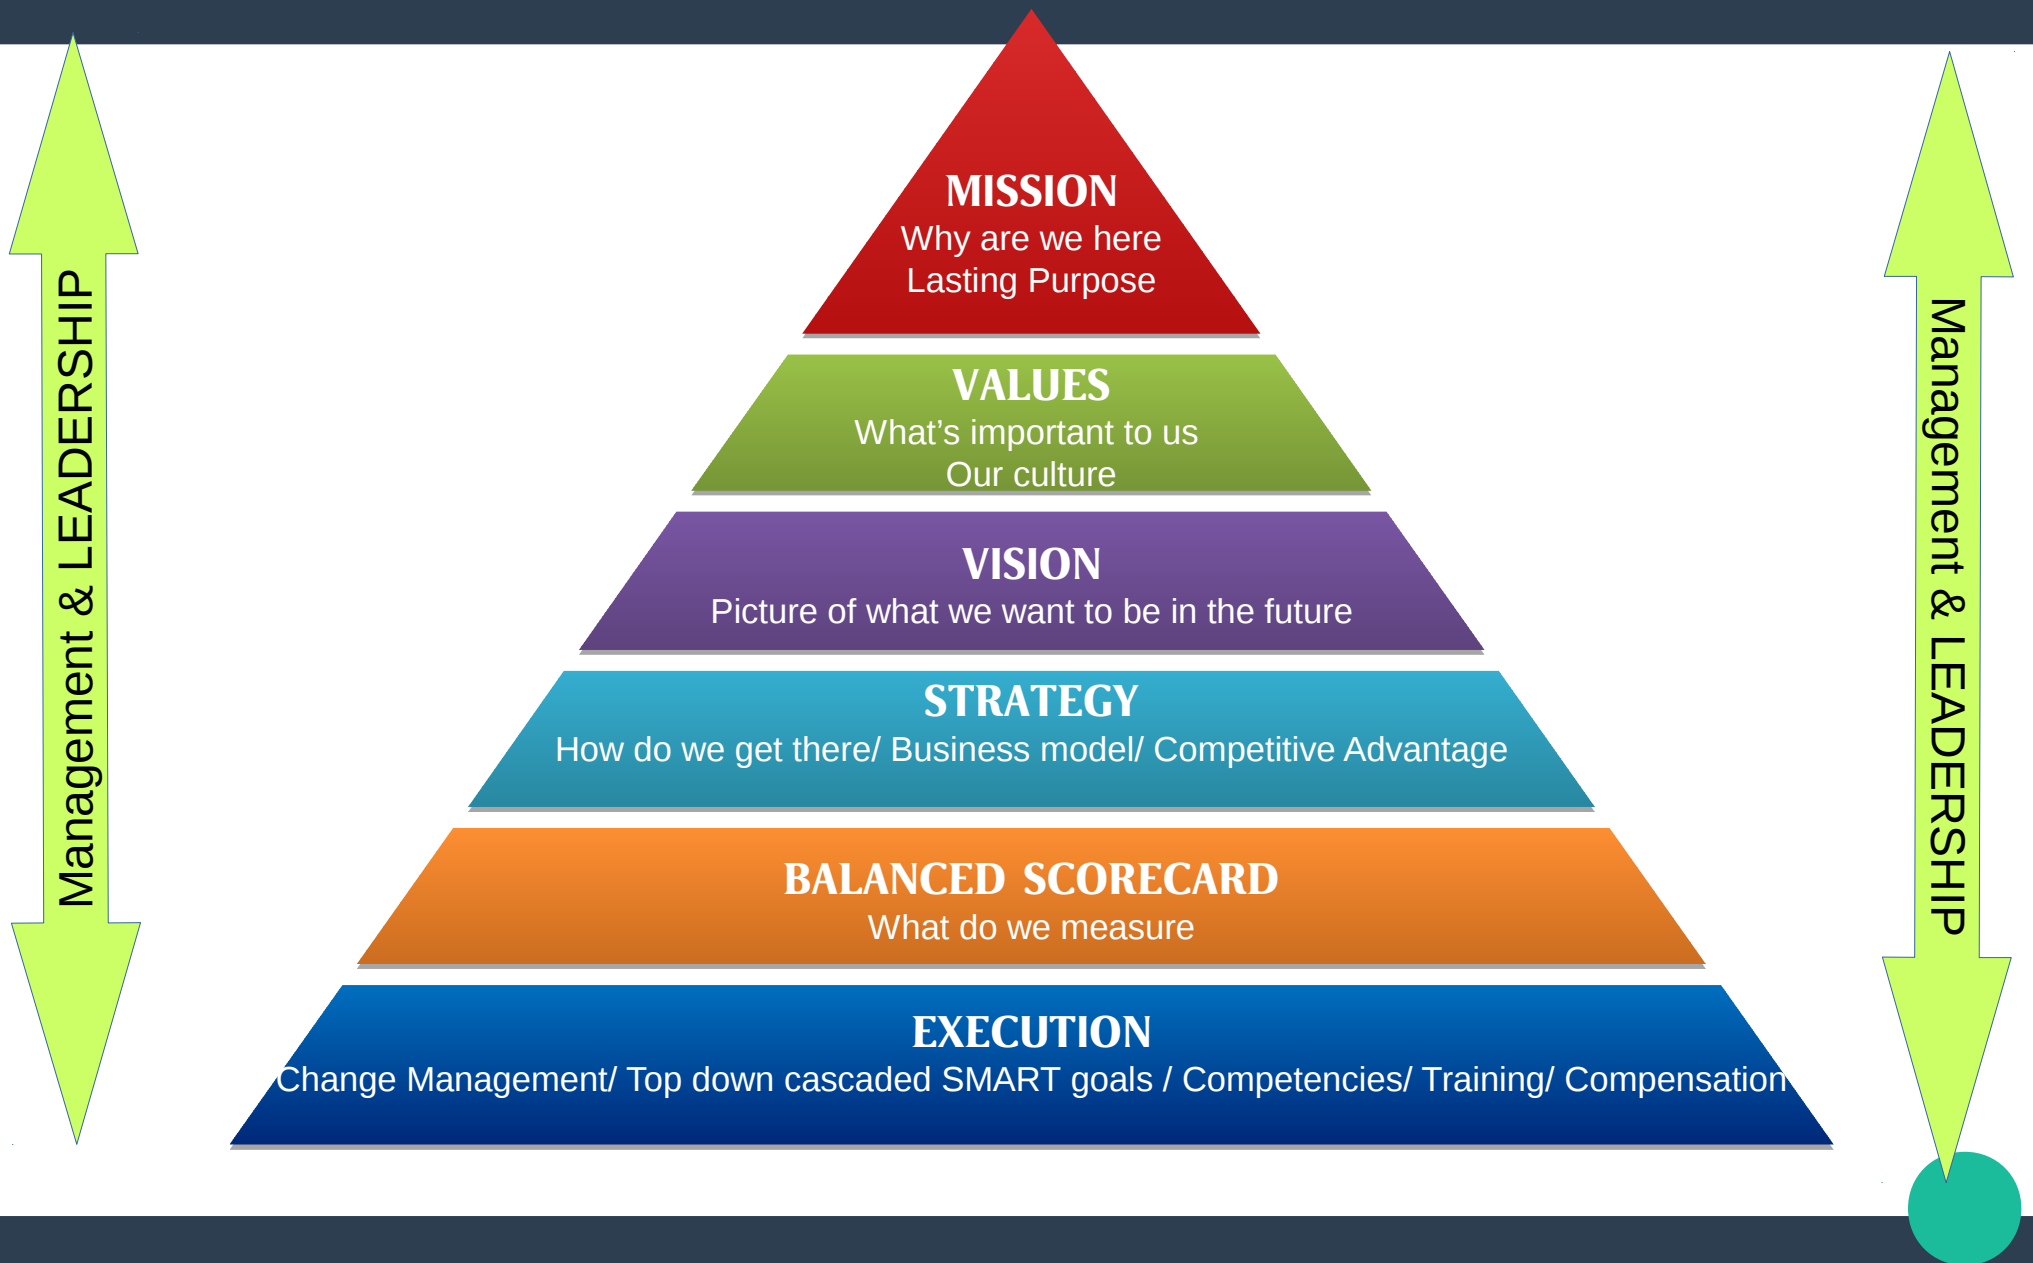 MISSION
Why are we here
Lasting Purpose
VALUES
What’s important to us
Our culture
VISION
Picture of what we want to be in the future
STRATEGY
How do we get there/ Business model/ Competitive Advantage
BALANCED SCORECARD
What do we measure
EXECUTION
Change Management/ Top down cascaded SMART goals / Competencies/ Training/ Compensation
Management & LEADERSHIP
Management & LEADERSHIP